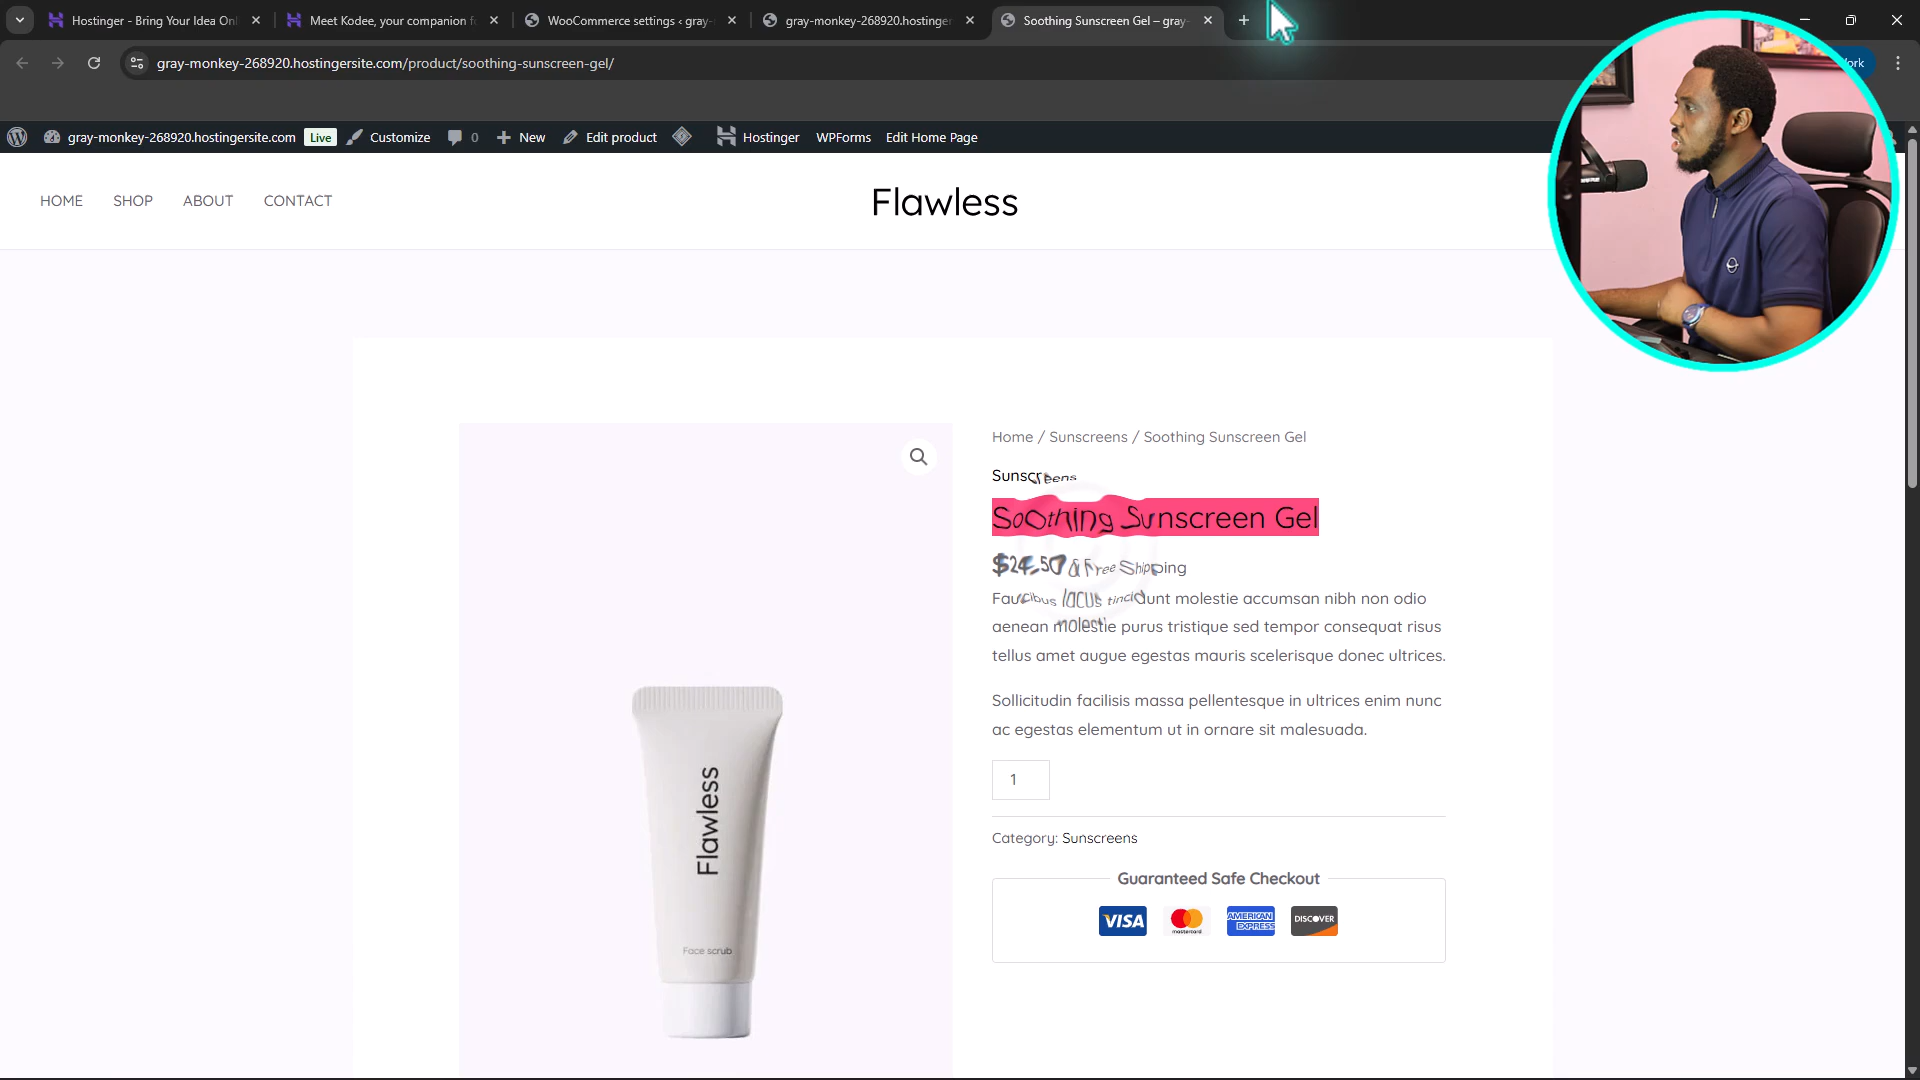 Hostinger - Bring Your Idea Onl
Meet Kodee, your companion f
WooCommerce settings ‹ gray-
gray-monkey-268920.hostinger
Soothing Sunscreen Gel – gray-
gray-monkey-268920.hostingersite.com/product/soothing-sunscreen-gel/
ork
gray-monkey-268920.hostingersite.com Live Customize 0 New Edit product Hostinger WPForms Edit Home Page
HOME SHOP ABOUT CONTACT
Flawless
Home / Sunscreens / Soothing Sunscreen Gel
Sunscreens
Soothing Sunscreen Gel
$24.50 & Free Shipping
Faucibus lacus tincidunt molestie accumsan nibh non odio
aenean molestie purus tristique sed tempor consequat risus
tellus amet augue egestas mauris scelerisque donec ultrices.
Sollicitudin facilisis massa pellentesque in ultrices enim nunc
ac egestas elementum ut in ornare sit malesuada.
1
Category: Sunscreens
Guaranteed Safe Checkout
VISA
mastercard
AMERICAN EXPRESS
DISCOVER
Flawless
Face scrub